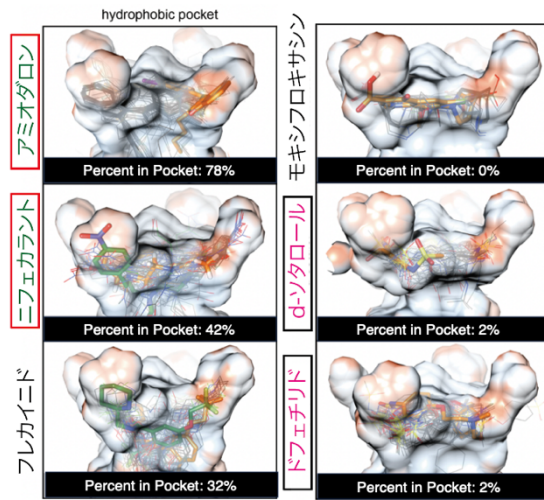 hydrophobic pocket
アミオダロン
Percent in Pocket: 78%
ニフェカラント
Percent in Pocket: 42%
フレカイニド
Percent in Pocket: 32%
モキシフロキサシン
Percent in Pocket: 0%
d-ソタロール
Percent in Pocket: 2%
ドフェチリド
Percent in Pocket: 2%